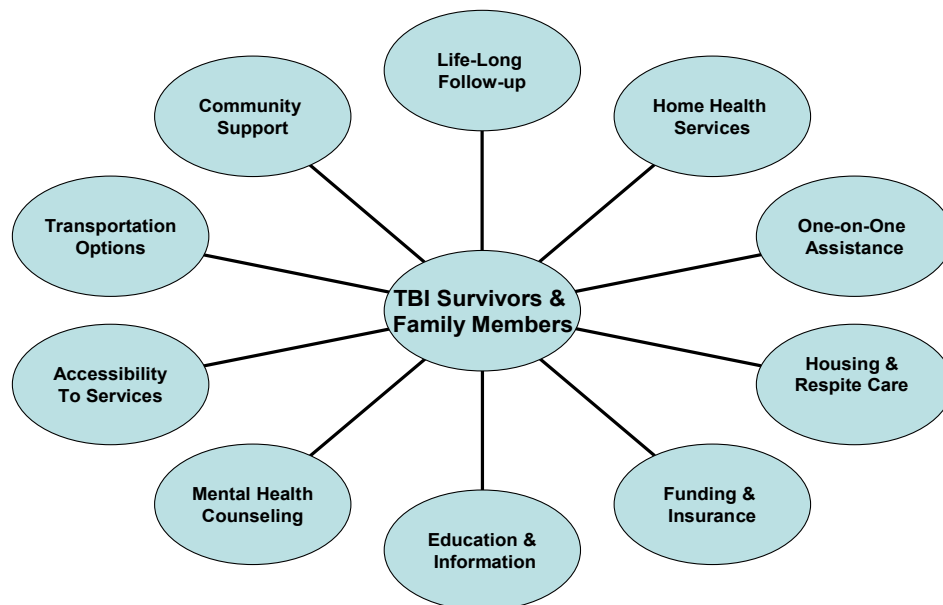 Life-Long
Follow-up
Community
Support
Home Health
Services
Transportation
Options
One-on-One
Assistance
TBI Survivors &
Family Members
Accessibility
To Services
Housing &
Respite Care
Mental Health
Counseling
Funding &
Insurance
Education &
Information